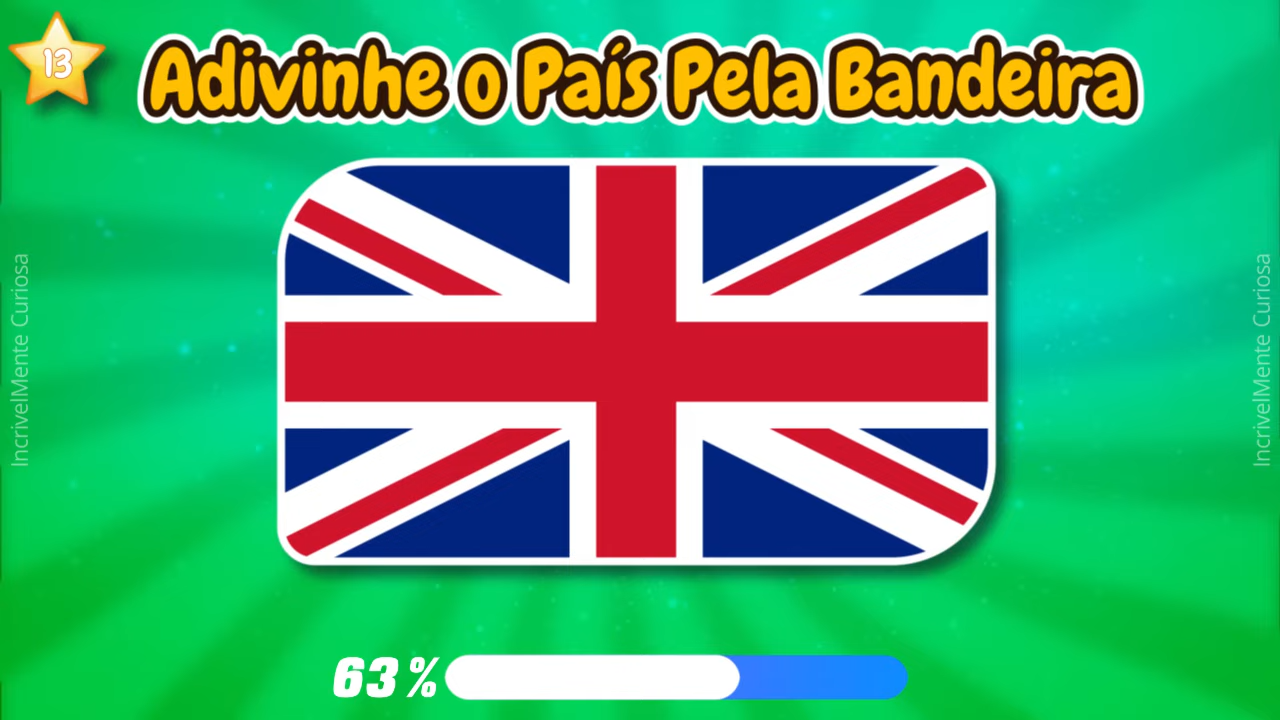 13
Adivinhe o País Pela Bandeira
IncrivelMente Curiosa
IncrivelMente Curiosa
63%